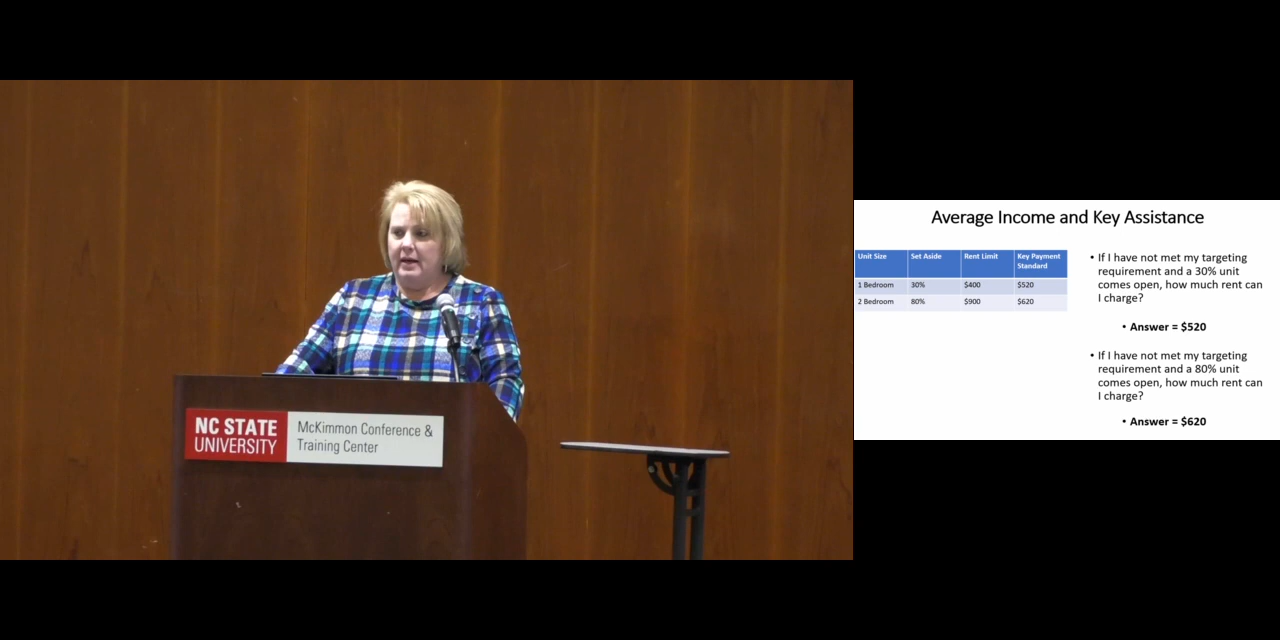 NC STATE
UNIVERSITY
McKimmon Conference &
Training Center
Average Income and Key Assistance
Unit Size Set Aside Rent Limit Key Payment
Standard
1 Bedroom 30% $400 $520
2 Bedroom 80% $900 $620
• If I have not met my targeting
requirement and a 30% unit
comes open, how much rent can
I charge?
• Answer = $520
• If I have not met my targeting
requirement and a 80% unit
comes open, how much rent can
I charge?
• Answer = $620